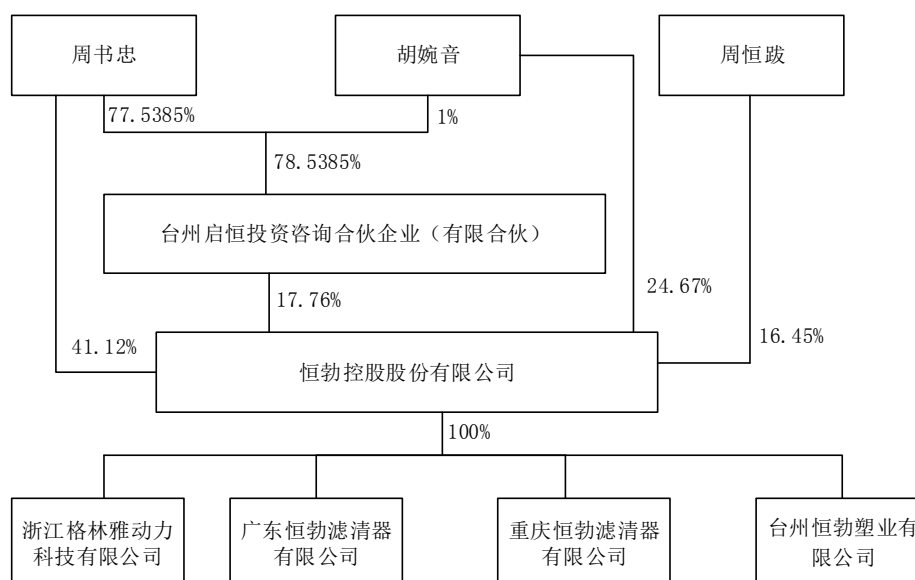 周书忠
胡婉音
周恒跋
77.5385%
1%
78.5385%
台州启恒投资咨询合伙企业（有限合伙）
17.76%
24.67%
41.12%
16.45%
恒勃控股股份有限公司
100%
浙江格林雅动力
科技有限公司
广东恒勃滤清器
有限公司
重庆恒勃滤清器
有限公司
台州恒勃塑业有
限公司